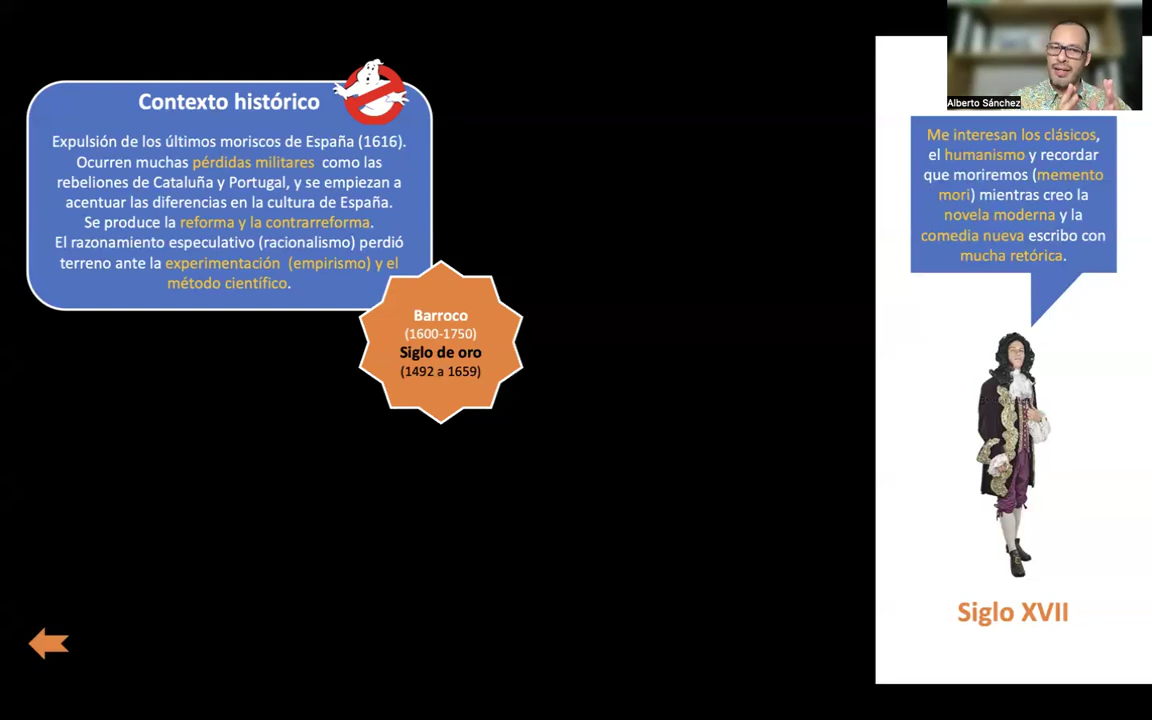 Contexto histórico
Expulsión de los últimos moriscos de España (1616).
Ocurren muchas pérdidas militares como las
rebeliones de Cataluña y Portugal, y se empiezan a
acentuar las diferencias en la cultura de España.
Se produce la reforma y la contrarreforma.
El razonamiento especulativo (racionalismo) perdió
terreno ante la experimentación (empirismo) y el
método científico.
Barroco
(1600-1750)
Siglo de oro
(1492 a 1659)
Alberto Sánchez
Me interesan los clásicos,
el humanismo y recordar
que moriremos (memento
mori) mientras creo la
novela moderna y la
comedia nueva escribo con
mucha retórica.
Siglo XVII